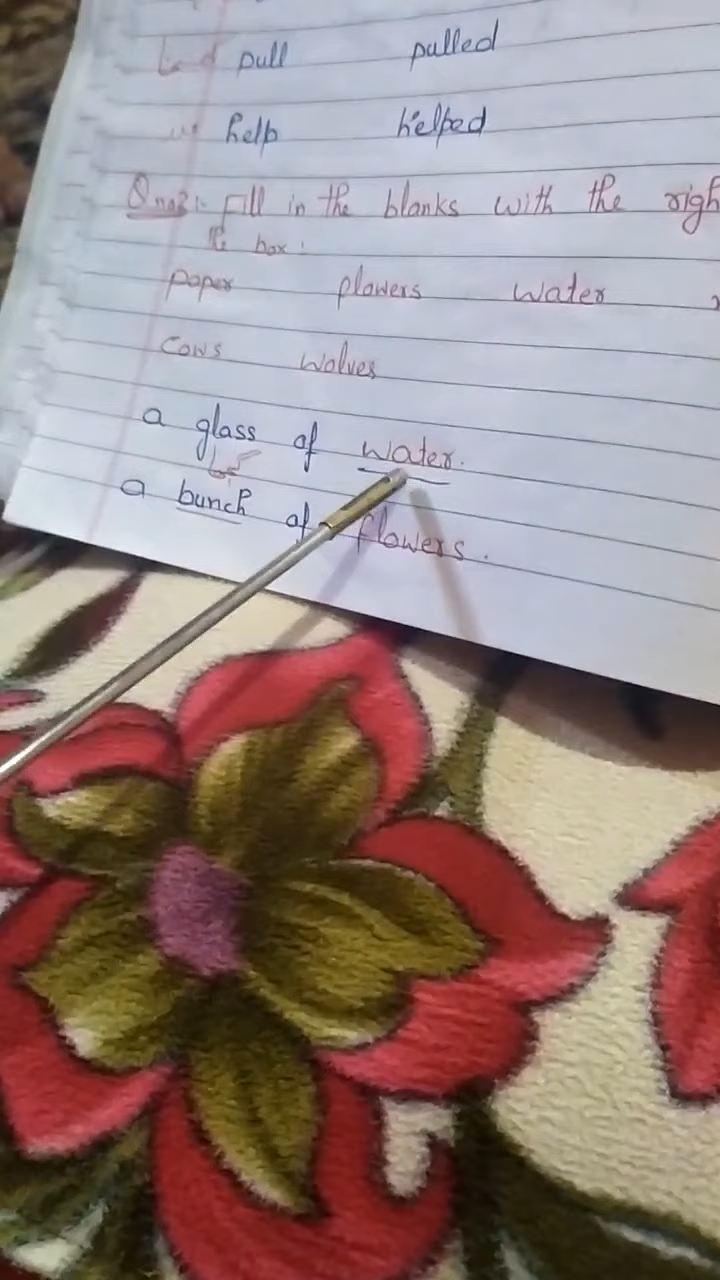 pull pulled
help helped
Q no2:- Fill in the blanks with the righ
the box:
paper flowers water
cows wolves
a glass of water.
a bunch of flowers.